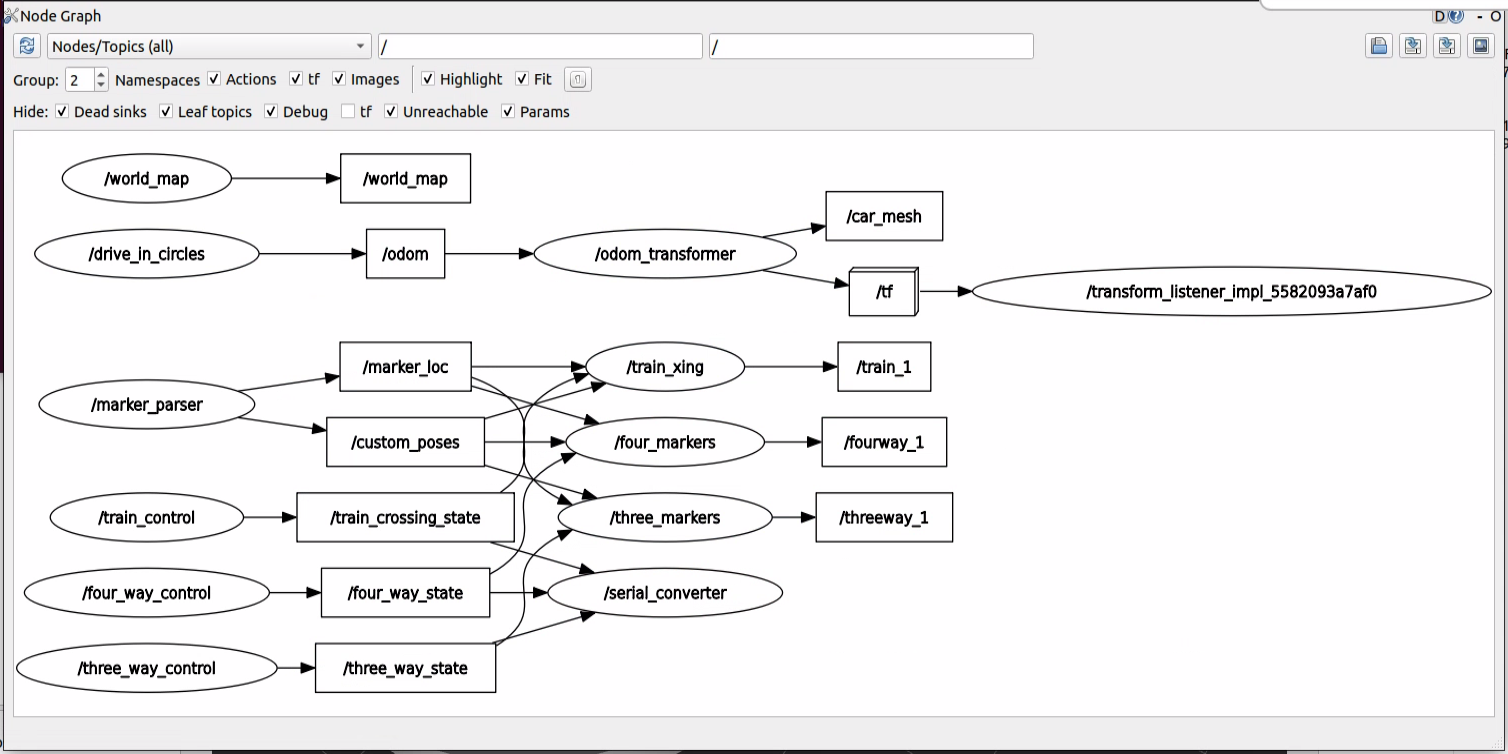 Node Graph D ? - O
Nodes/Topics (all) / /
Group: 2 Namespaces Actions tf Images Highlight Fit
Hide: Dead sinks Leaf topics Debug tf Unreachable Params
/world_map /world_map
/car_mesh
/drive_in_circles /odom /odom_transformer
/tf /transform_listener_impl_5582093a7af0
/marker_loc /train_xing /train_1
/marker_parser
/custom_poses /four_markers /fourway_1
/train_control /train_crossing_state /three_markers /threeway_1
/four_way_control /four_way_state /serial_converter
/three_way_control /three_way_state